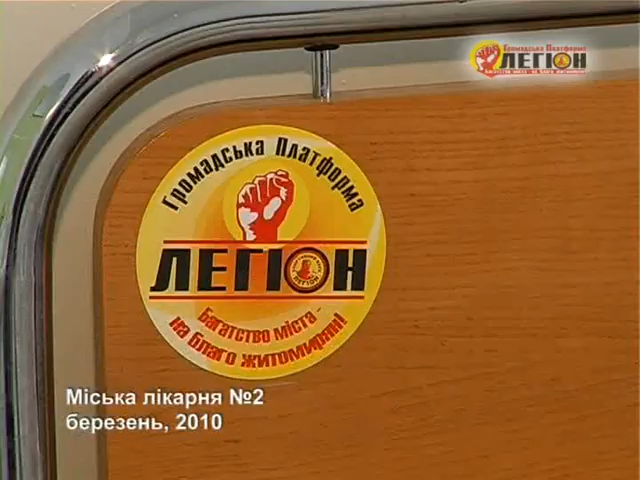 Громадська Платформа
ЛЕГІОН
Громадська Платформа
ЛЕГІОН
Багатство міста -
на благо житомирян!
Міська лікарня №2
березень, 2010